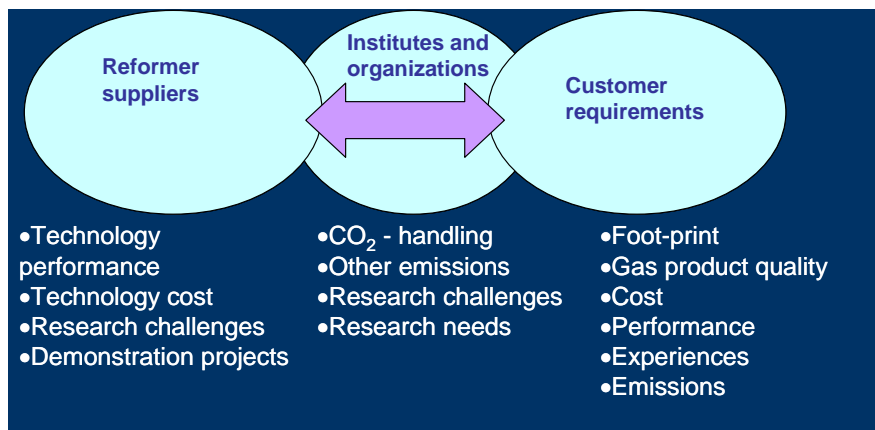 Reformer
suppliers
Institutes and
organizations
Customer
requirements
•Technology
performance
•Technology cost
•Research challenges
•Demonstration projects
•CO₂ - handling
•Other emissions
•Research challenges
•Research needs
•Foot-print
•Gas product quality
•Cost
•Performance
•Experiences
•Emissions